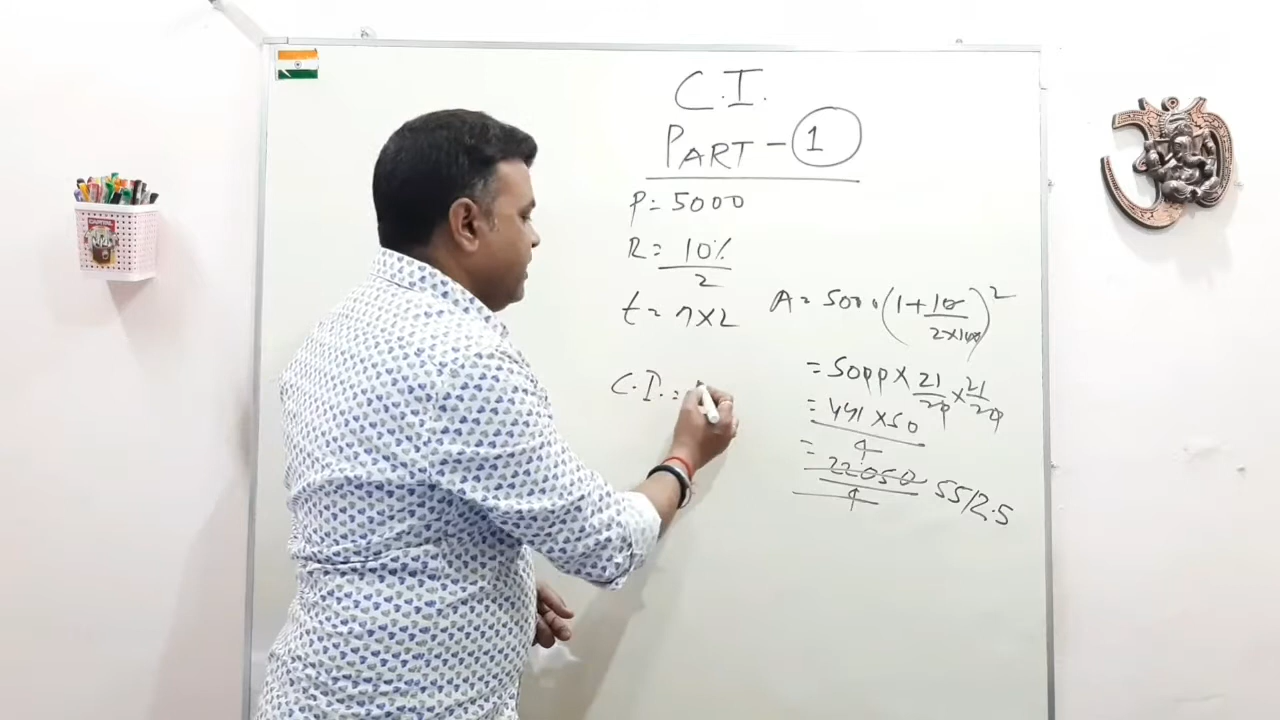 C.I.
PART - 1
P = 5000
R = 10%
2
t = 1×2
C.I. =
A = 5000 (1 + 10
2×100 )2
= 5000 × 21
20 × 21
20
= 441 × 50
4
= 22050
4
5512.5
CAPITAL